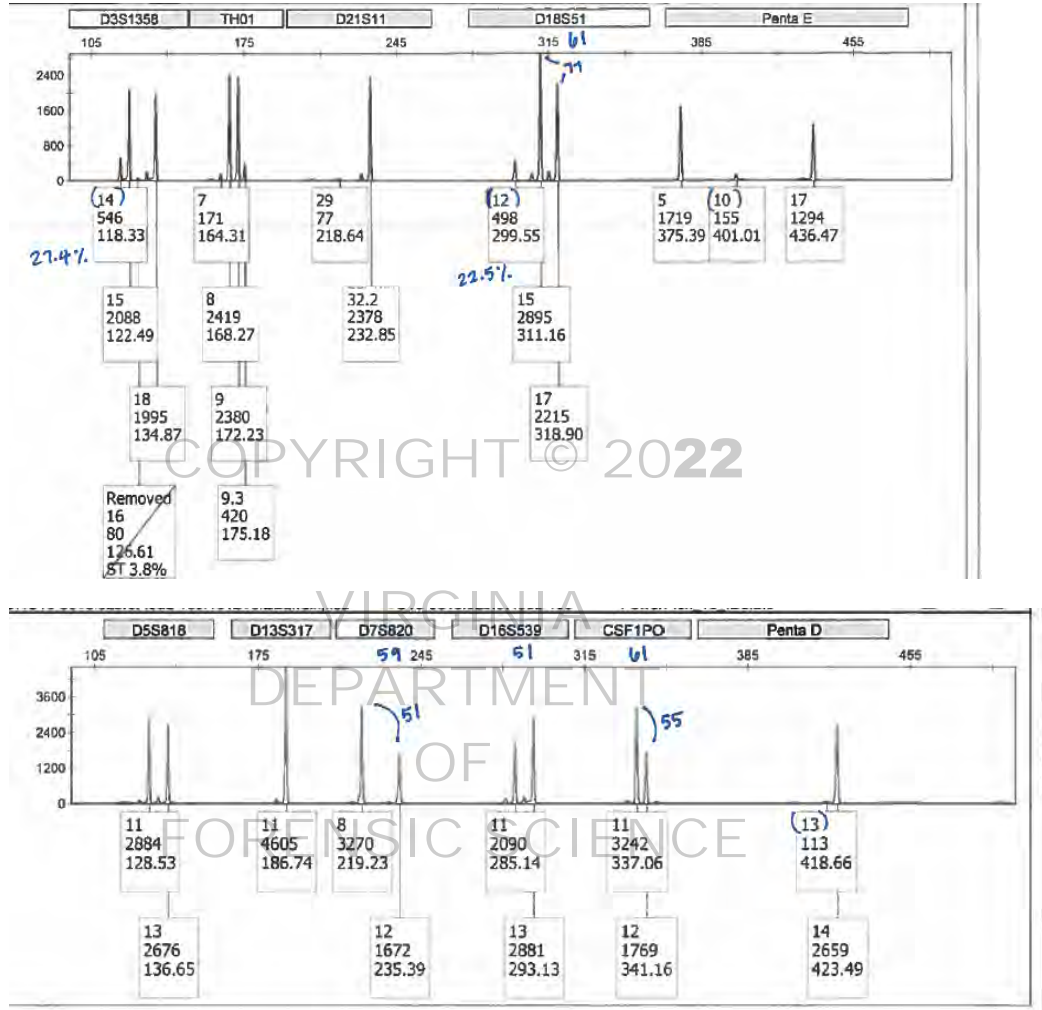 D3S1358 TH01 D21S11 D18S51 Penta E
61
105 175 245 315 385 455
77
2400
1600
800
0
(14) 7 29 (12) 5 (10) 17
546 171 77 498 1719 155 1294
118.33 164.31 218.64 299.55 375.39 401.01 436.47
27.4% 22.5%
15 8 32.2 15
2088 2419 2378 2895
122.49 168.27 232.85 311.16
18 9 17
1995 2380 2215
134.87 172.23 318.90
COPYRIGHT © 2022
Removed 9.3
16 420
80 175.18
126.61
ST 3.8%
VIRGINIA
D5S818 D13S317 D7S820 D16S539 CSF1PO Penta D
59 51 61
105 175 245 315 385 455
DEPARTMENT
3600
51 55
2400
OF
1200
0
(13)
11 11 8 11 11 113
2884 4605 3270 2090 3242 418.66
128.53 186.74 219.23 285.14 337.06
FORENSIC SCIENCE
13 12 13 12 14
2676 1672 2881 1769 2659
136.65 235.39 293.13 341.16 423.49